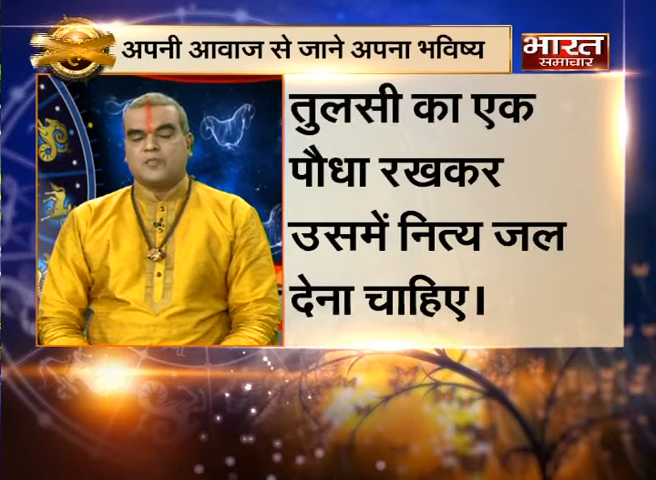 अपनी आवाज से जाने अपना भविष्य
भारत
समाचार
तुलसी का एक
पौधा रखकर
उसमें नित्य जल
देना चाहिए।